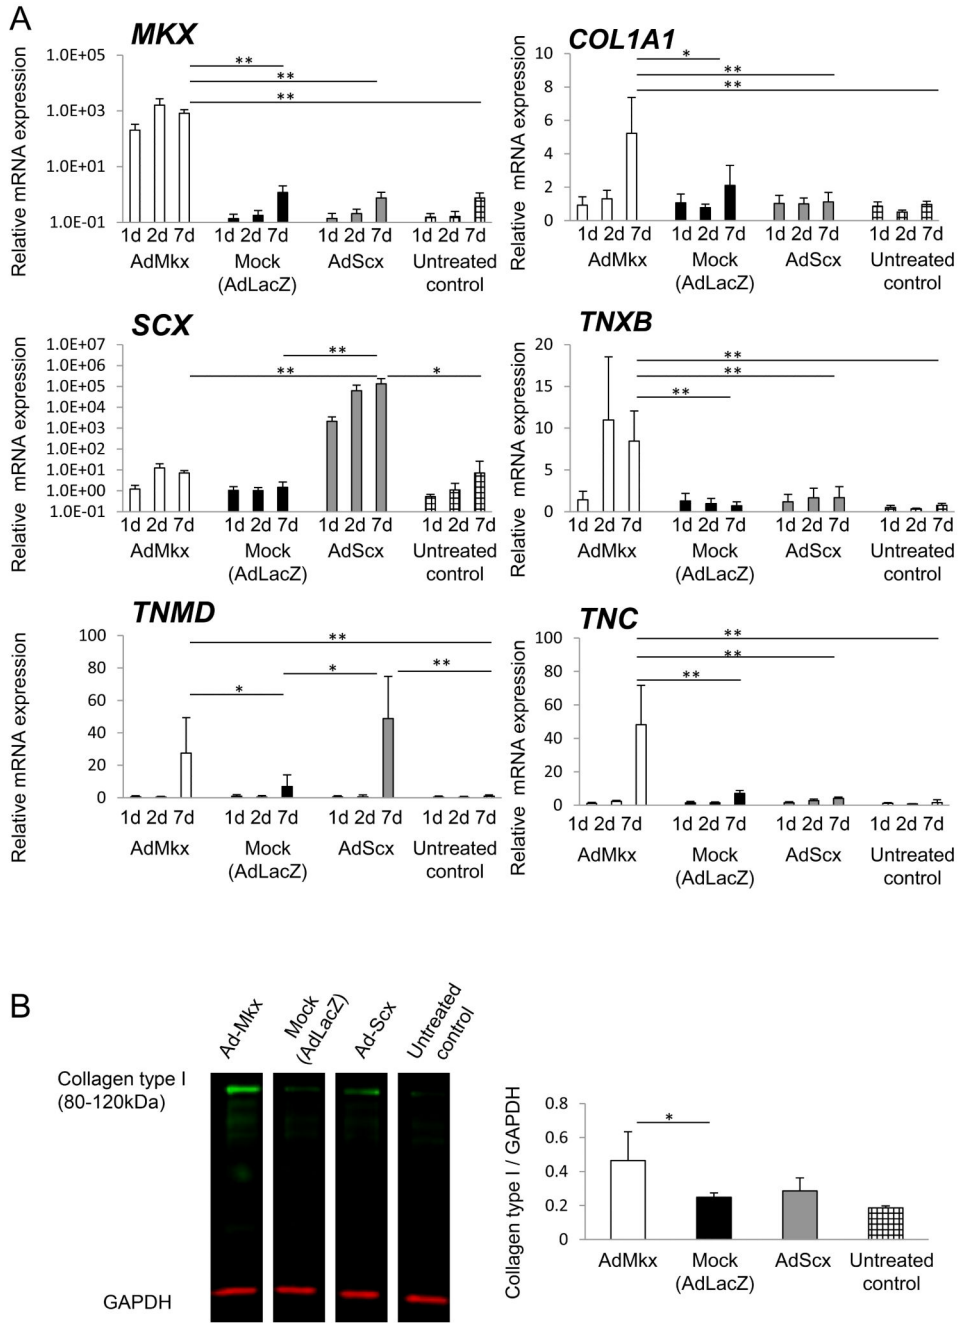 A
MKX
Relative mRNA expression
1.0E+05
1.0E+03
1.0E+01
1.0E-01
** 
**
**
1d 2d 7d 1d 2d 7d 1d 2d 7d 1d 2d 7d
AdMkx Mock (AdLacZ) AdScx Untreated control
COL1A1
Relative mRNA expression
10
8
6
4
2
0
*
**
**
1d 2d 7d 1d 2d 7d 1d 2d 7d 1d 2d 7d
AdMkx Mock (AdLacZ) AdScx Untreated control
SCX
Relative mRNA expression
1.0E+07
1.0E+06
1.0E+05
1.0E+04
1.0E+03
1.0E+02
1.0E+01
1.0E+00
1.0E-01
**
** *
1d 2d 7d 1d 2d 7d 1d 2d 7d 1d 2d 7d
AdMkx Mock (AdLacZ) AdScx Untreated control
TNXB
Relative mRNA expression
20
15
10
5
0
**
**
**
1d 2d 7d 1d 2d 7d 1d 2d 7d 1d 2d 7d
AdMkx Mock (AdLacZ) AdScx Untreated control
TNMD
Relative mRNA expression
100
80
60
40
20
0
**
* **
*
1d 2d 7d 1d 2d 7d 1d 2d 7d 1d 2d 7d
AdMkx Mock (AdLacZ) AdScx Untreated control
TNC
Relative mRNA expression
100
80
60
40
20
0
**
**
**
1d 2d 7d 1d 2d 7d 1d 2d 7d 1d 2d 7d
AdMkx Mock (AdLacZ) AdScx Untreated control
B
Ad-Mkx
Mock
(AdLacZ)
Ad-Scx
Untreated
control
Collagen type I
(80-120kDa)
GAPDH
Collagen type I / GAPDH
0.8
0.6
0.4
0.2
0
*
AdMkx Mock (AdLacZ) AdScx Untreated control